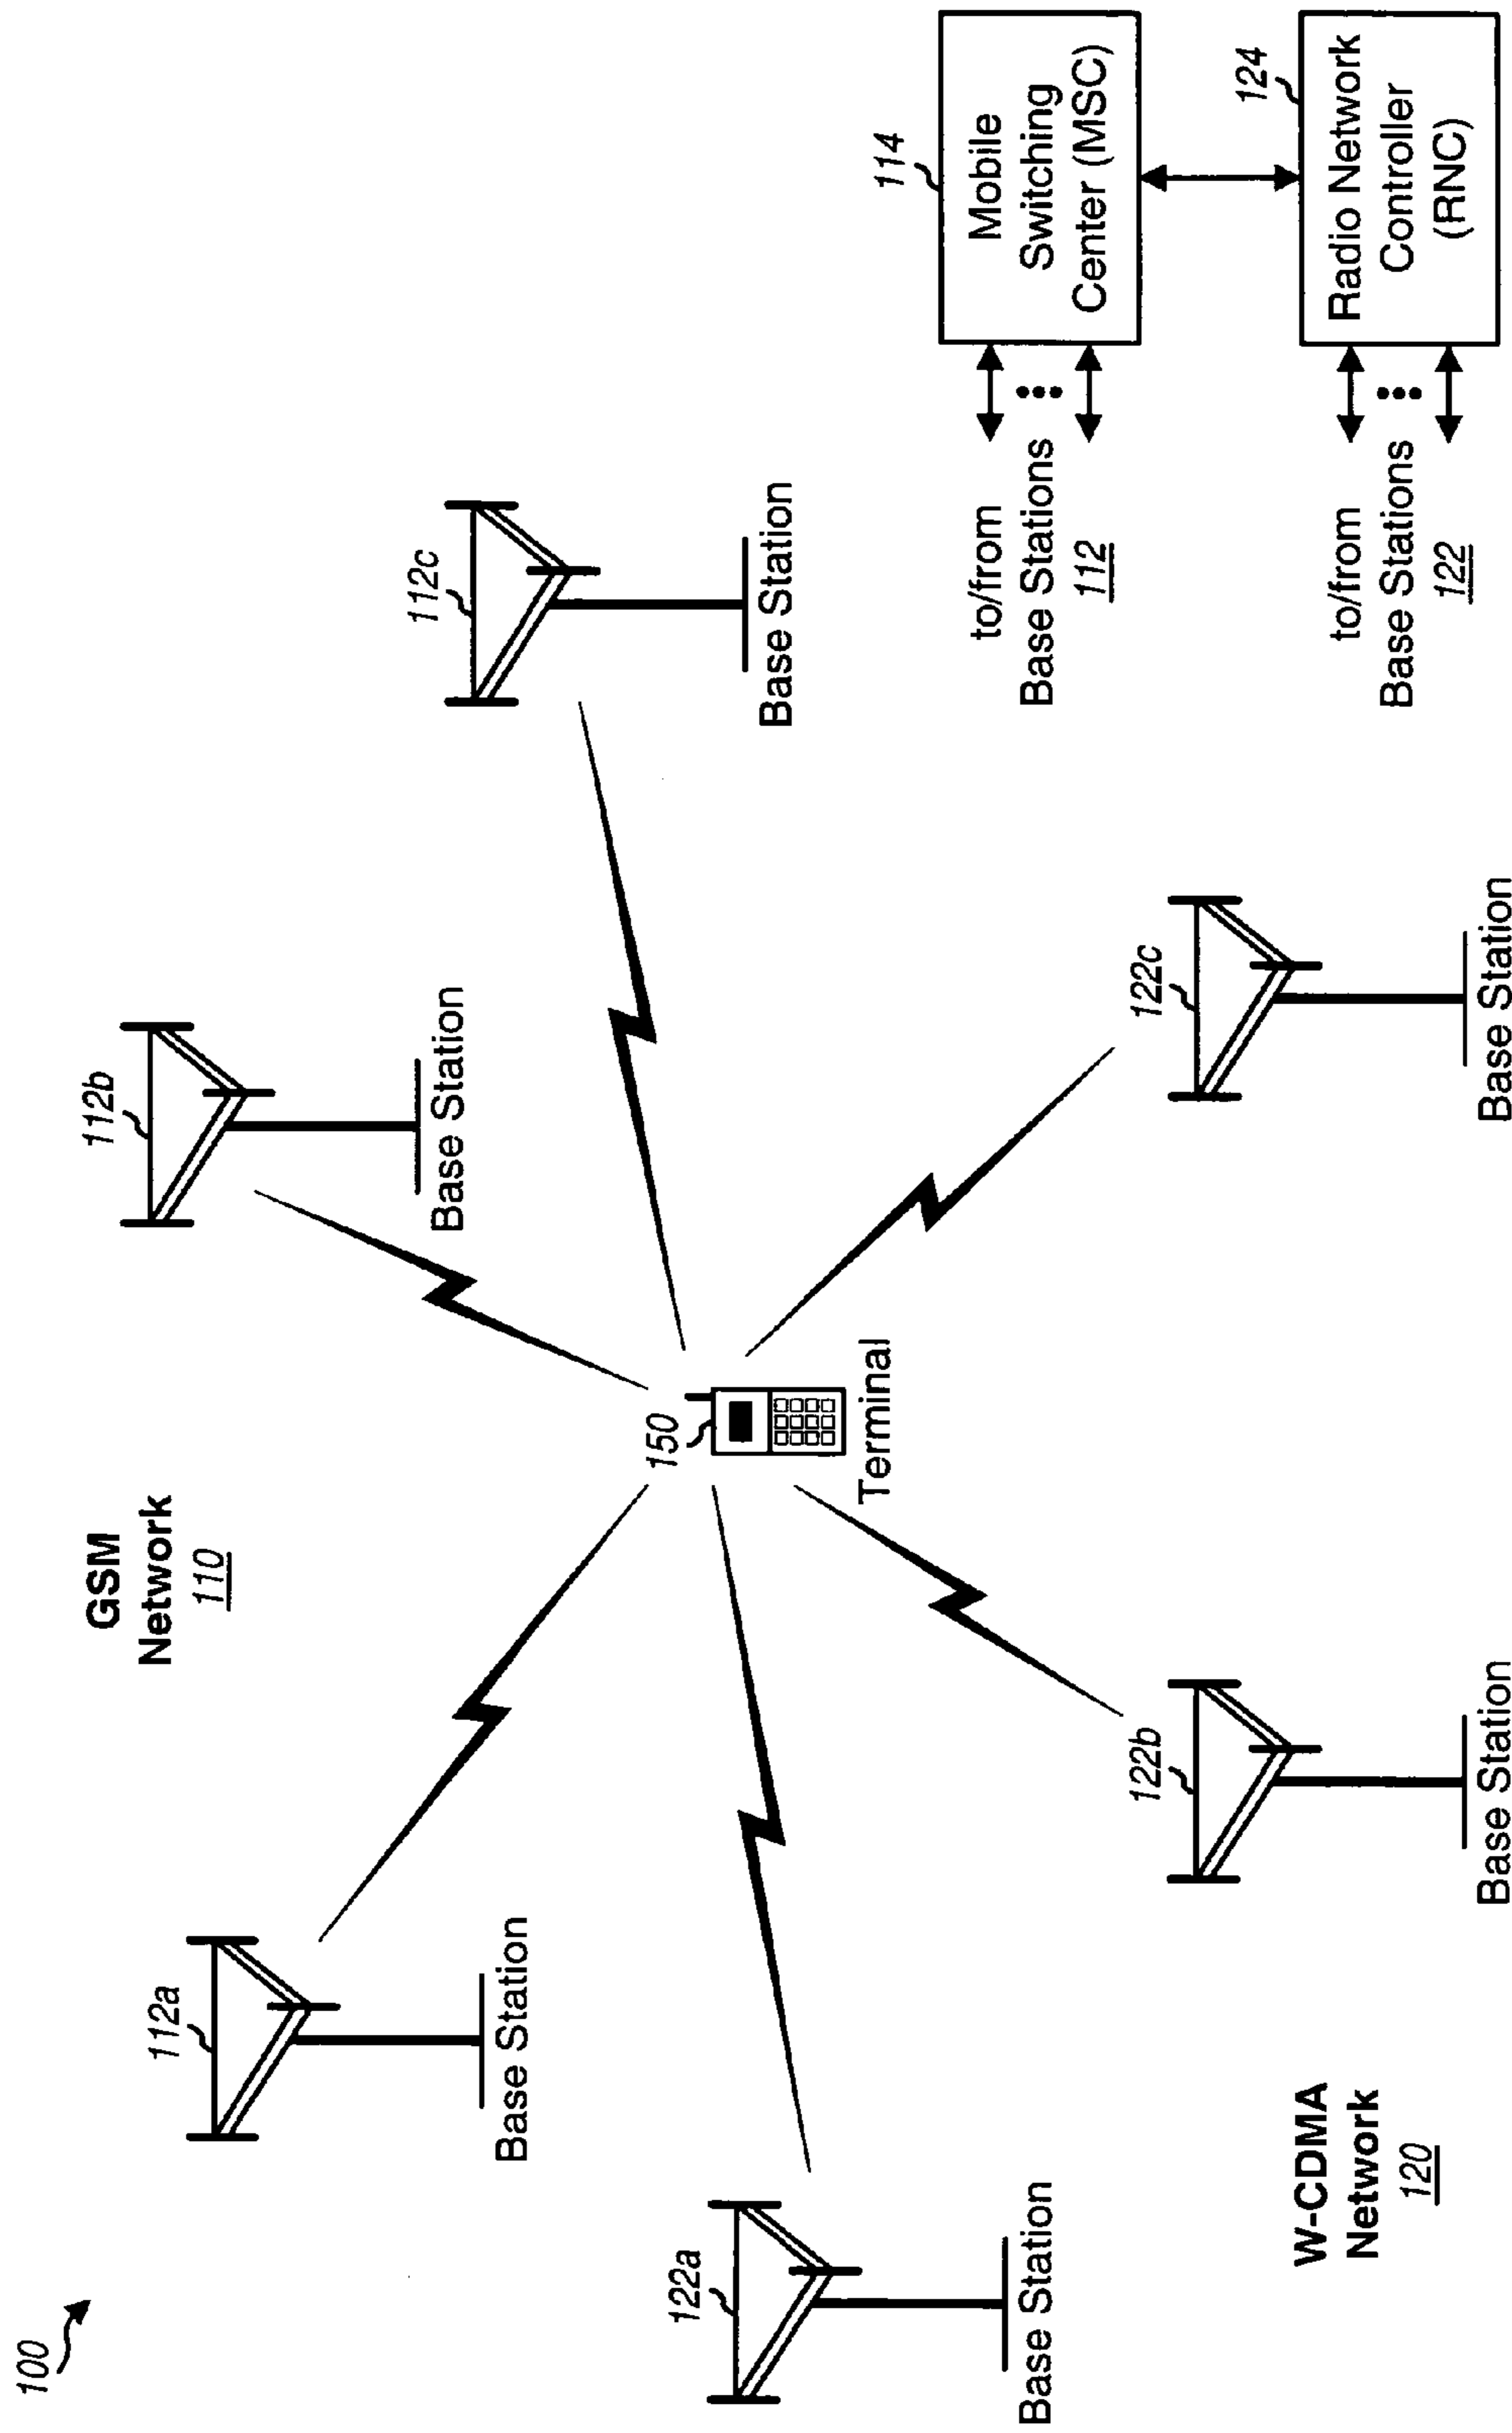 100
GSM
Network
110
112a
Base Station
112b
Base Station
112c
Base Station
122a
Base Station
150
Terminal
122b
Base Station
122c
Base Station
W-CDMA
Network
120
114
Mobile
Switching
Center (MSC)
to/from
Base Stations
112
124
Radio Network
Controller
(RNC)
to/from
Base Stations
122